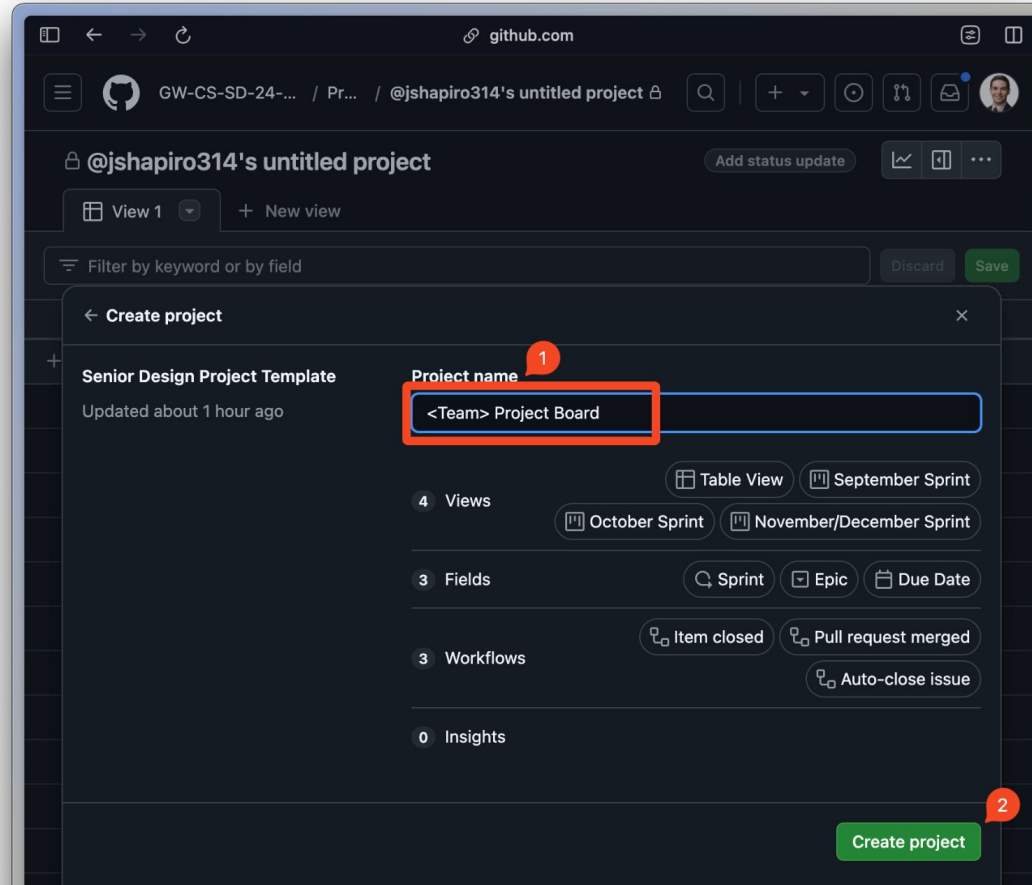 github.com
GW-CS-SD-24-... / Pr... / @jshapiro314's untitled project
@jshapiro314's untitled project
Add status update
View 1
New view
Filter by keyword or by field
Discard
Save
Create project
1
Senior Design Project Template
Updated about 1 hour ago
Project name
<Team> Project Board
4 Views
Table View
September Sprint
October Sprint
November/December Sprint
3 Fields
Sprint
Epic
Due Date
3 Workflows
Item closed
Pull request merged
Auto-close issue
0 Insights
2
Create project